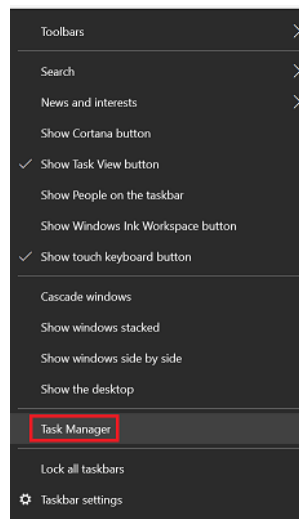 Toolbars
Search
News and interests
Show Cortana button
Show Task View button
Show People on the taskbar
Show Windows Ink Workspace button
Show touch keyboard button
Cascade windows
Show windows stacked
Show windows side by side
Show the desktop
Task Manager
Lock all taskbars
Taskbar settings